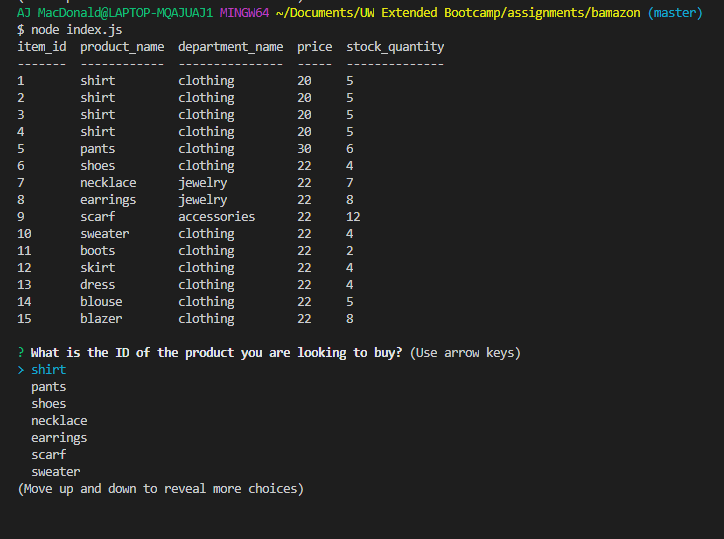 AJ MacDonald@LAPTOP-MQAJUAJ1 MINGW64 ~/Documents/UW Extended Bootcamp/assignments/bamazon (master)
$ node index.js
item_id  product_name  department_name  price  stock_quantity
-------  ------------  ---------------  -----  --------------
1        shirt         clothing         20     5
2        shirt         clothing         20     5
3        shirt         clothing         20     5
4        shirt         clothing         20     5
5        pants         clothing         30     6
6        shoes         clothing         22     4
7        necklace      jewelry          22     7
8        earrings      jewelry          22     8
9        scarf         accessories      22     12
10       sweater       clothing         22     4
11       boots         clothing         22     2
12       skirt         clothing         22     4
13       dress         clothing         22     4
14       blouse        clothing         22     5
15       blazer        clothing         22     8
? What is the ID of the product you are looking to buy? (Use arrow keys)
> shirt
  pants
  shoes
  necklace
  earrings
  scarf
  sweater
(Move up and down to reveal more choices)